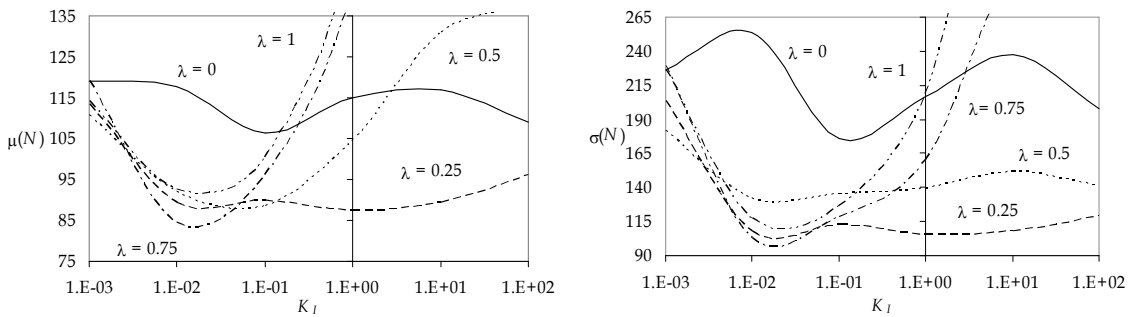 135
125
115
105
95
85
75
μ(N)
λ = 1
λ = 0
λ = 0.5
λ = 0.25
λ = 0.75
1.E-03 1.E-02 1.E-01 1.E+00 1.E+01 1.E+02
K_I
265
240
215
190
165
140
115
90
σ(N)
λ = 0
λ = 1
λ= 0.75
λ = 0.5
λ = 0.25
1.E-03 1.E-02 1.E-01 1.E+00 1.E+01 1.E+02
K_I